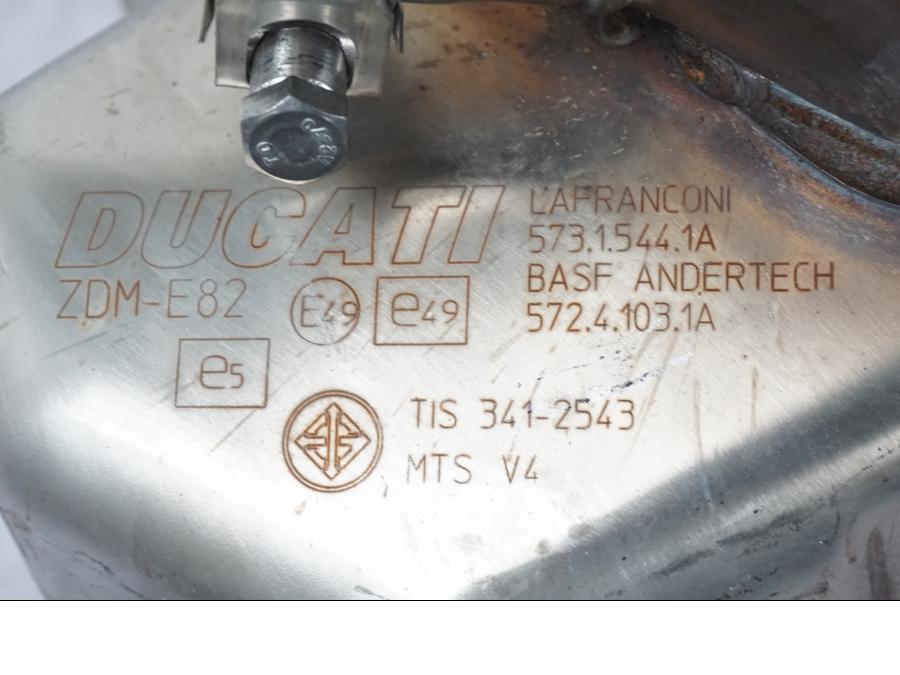 DUCATI
ZDM-E82
E49
e49
e5
LAFRANCONI
573.1.544.1A
BASF ANDERTECH
572.4.103.1A
TIS 341-2543
MTS V4